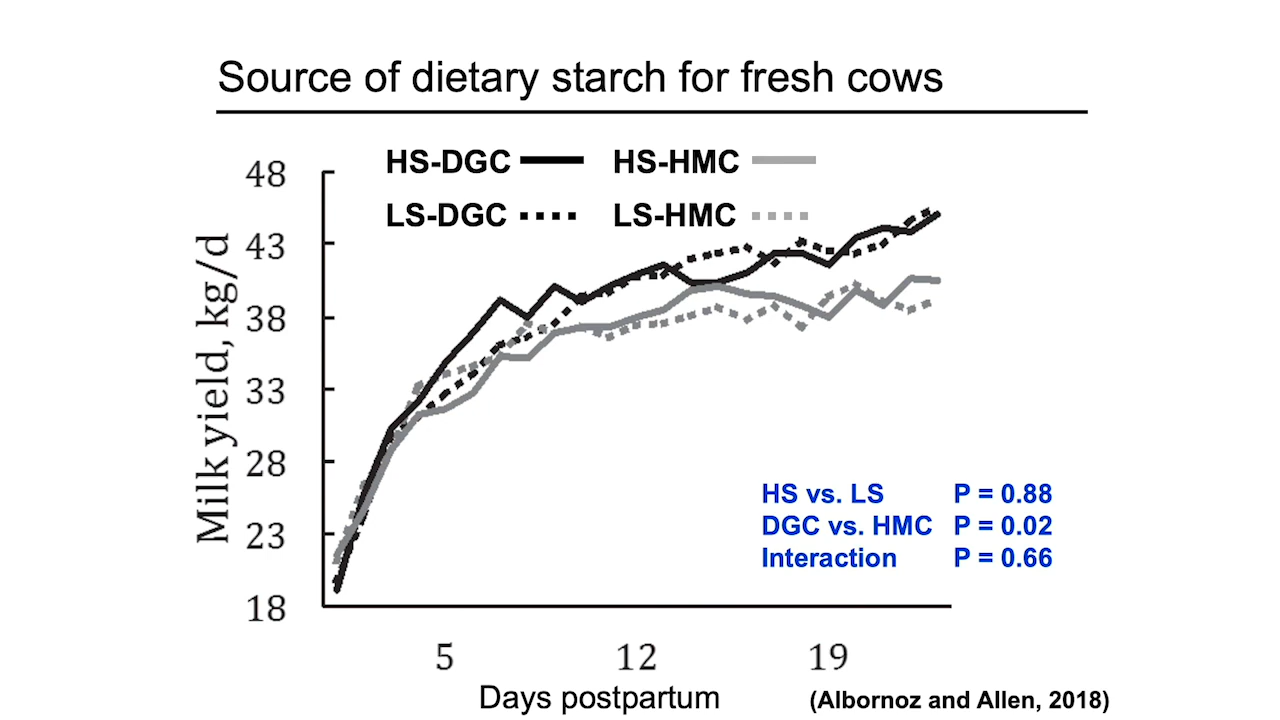 Source of dietary starch for fresh cows
HS-DGC HS-HMC
LS-DGC LS-HMC
Milk yield, kg/d
48
43
38
33
28
23
18
HS vs. LS P = 0.88
DGC vs. HMC P = 0.02
Interaction P = 0.66
5 12 19
Days postpartum
(Albornoz and Allen, 2018)